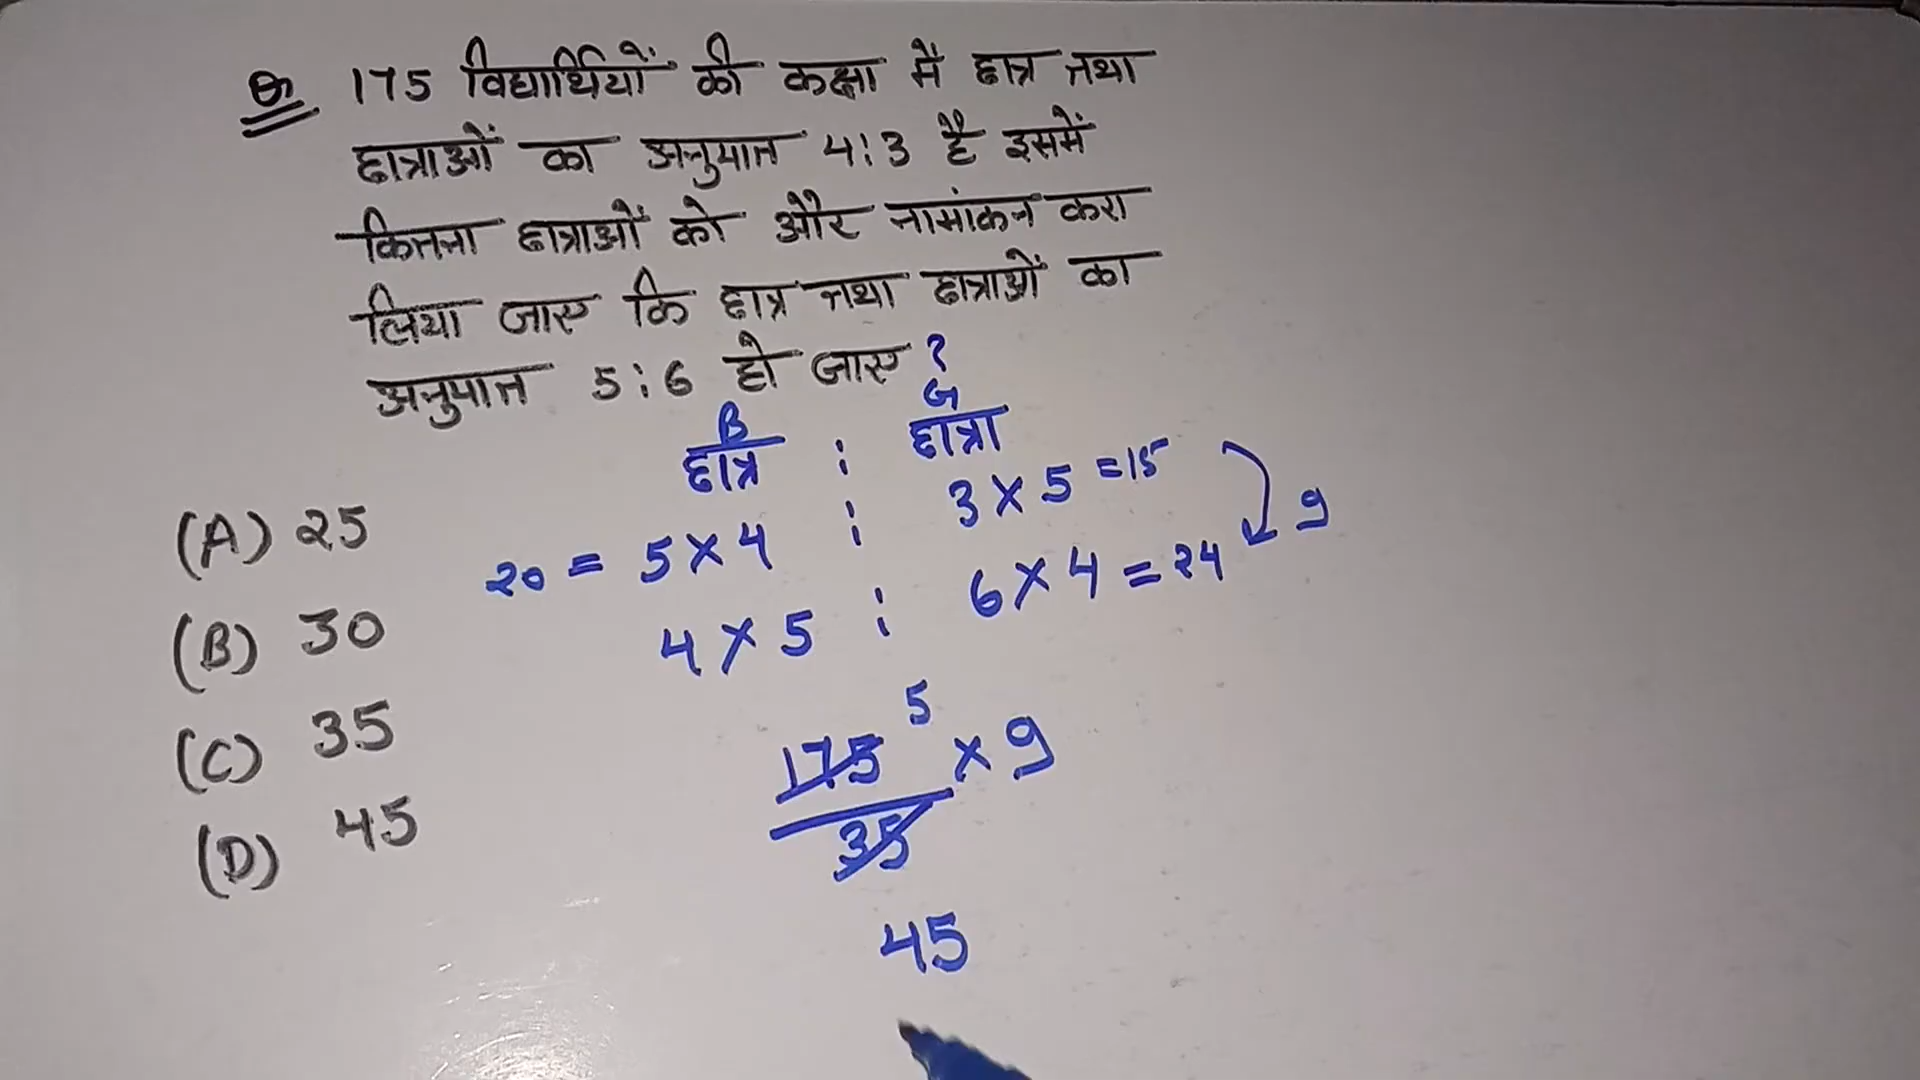 Q 175 विद्यार्थियों की कक्षा में छात्र तथा
छात्राओं का अनुपात 4:3 है इसमें
कितना छात्राओं को और नामांकन करा
लिया जाए कि छात्र तथा छात्राओं का
अनुपात 5:6 हो जाए ?
B : G
छात्र : छात्रा
20 = 5 × 4 : 3 × 5 = 15
4 × 5 : 6 × 4 = 24 9
(A) 25
(B) 30
(C) 35
(D) 45
175 5 × 9
35
45